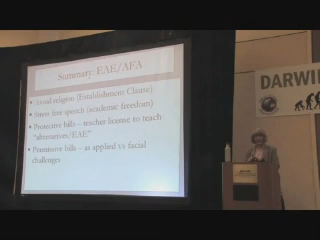 Summary: EAE/AFA
Avoid religion (Establishment Clause)
Stress free speech (academic freedom)
Protective bills – teacher license to teach
"alternatives/EAE"
Permissive bills – as applied vs facial
challenges
DARWI